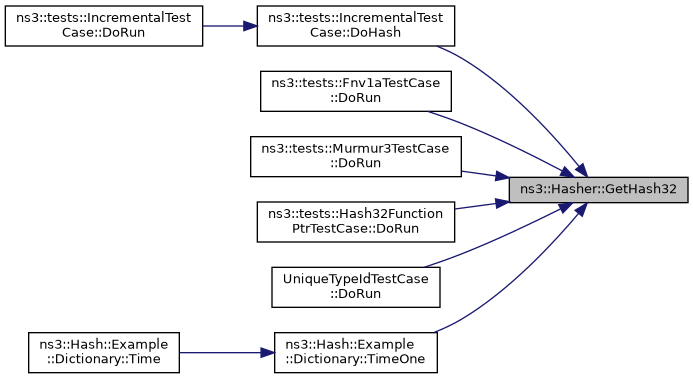 ns3::tests::IncrementalTest
Case::DoRun
ns3::tests::IncrementalTest
Case::DoHash
ns3::tests::Fnv1aTestCase
::DoRun
ns3::tests::Murmur3TestCase
::DoRun
ns3::Hasher::GetHash32
ns3::tests::Hash32Function
PtrTestCase::DoRun
UniqueTypeIdTestCase
::DoRun
ns3::Hash::Example
::Dictionary::Time
ns3::Hash::Example
::Dictionary::TimeOne